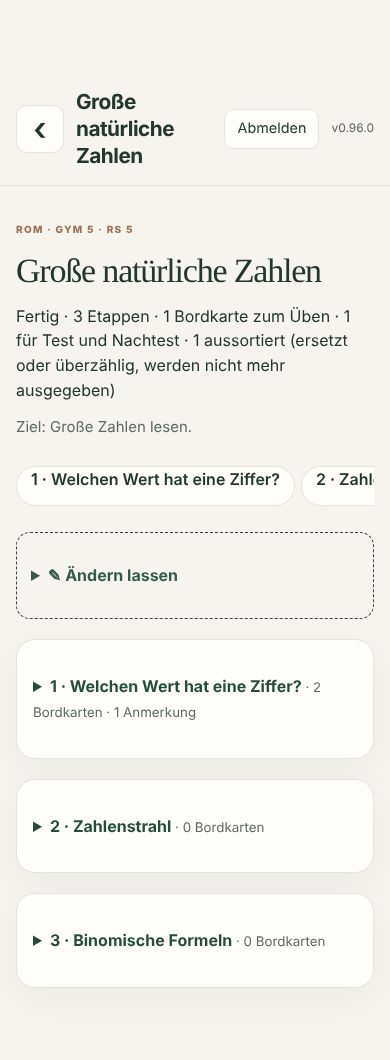 ‹
Große
natürliche
Zahlen
Abmelden
v0.96.0
ROM · GYM 5 · RS 5
Große natürliche Zahlen
Fertig · 3 Etappen · 1 Bordkarte zum Üben · 1
für Test und Nachtest · 1 aussortiert (ersetzt
oder überzählig, werden nicht mehr
ausgegeben)
Ziel: Große Zahlen lesen.
1 · Welchen Wert hat eine Ziffer?
2 · Zahl
▶ ✎ Ändern lassen
▶ 1 · Welchen Wert hat eine Ziffer? · 2
Bordkarten · 1 Anmerkung
▶ 2 · Zahlenstrahl · 0 Bordkarten
▶ 3 · Binomische Formeln · 0 Bordkarten